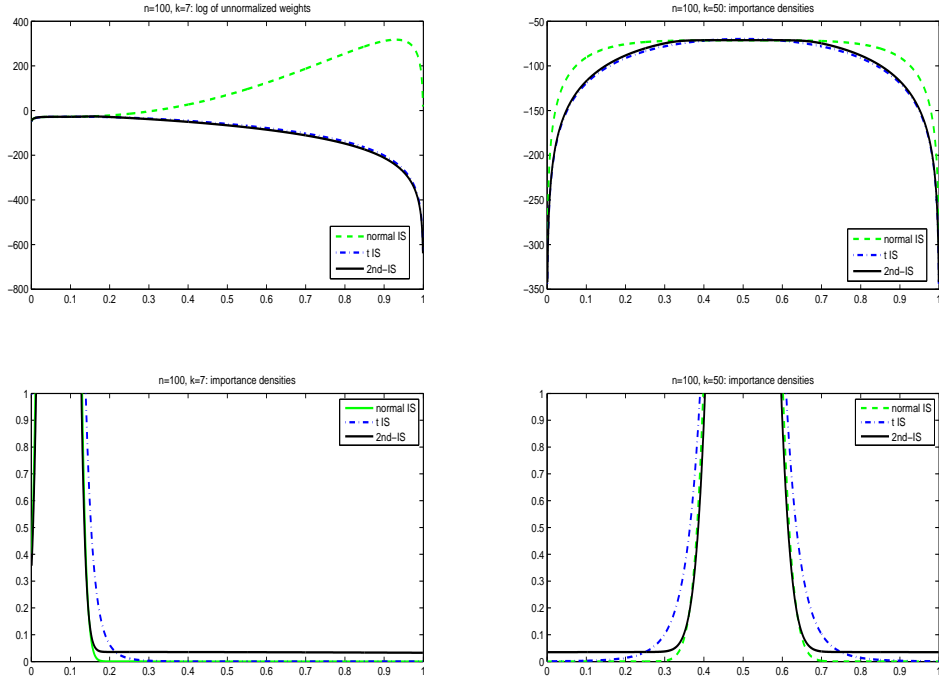 n=100, k=7: log of unnormalized weights
400
200
0
−200
−400
−600
−800
normal IS
t IS
2nd−IS
0 0.1 0.2 0.3 0.4 0.5 0.6 0.7 0.8 0.9 1
n=100, k=50: importance densities
−50
−100
−150
−200
−250
−300
−350
normal IS
t IS
2nd−IS
0 0.1 0.2 0.3 0.4 0.5 0.6 0.7 0.8 0.9 1
n=100, k=7: importance densities
1
0.9
0.8
0.7
0.6
0.5
0.4
0.3
0.2
0.1
0
normal IS
t IS
2nd−IS
0 0.1 0.2 0.3 0.4 0.5 0.6 0.7 0.8 0.9 1
n=100, k=50: importance densities
1
0.9
0.8
0.7
0.6
0.5
0.4
0.3
0.2
0.1
0
normal IS
t IS
2nd−IS
0 0.1 0.2 0.3 0.4 0.5 0.6 0.7 0.8 0.9 1